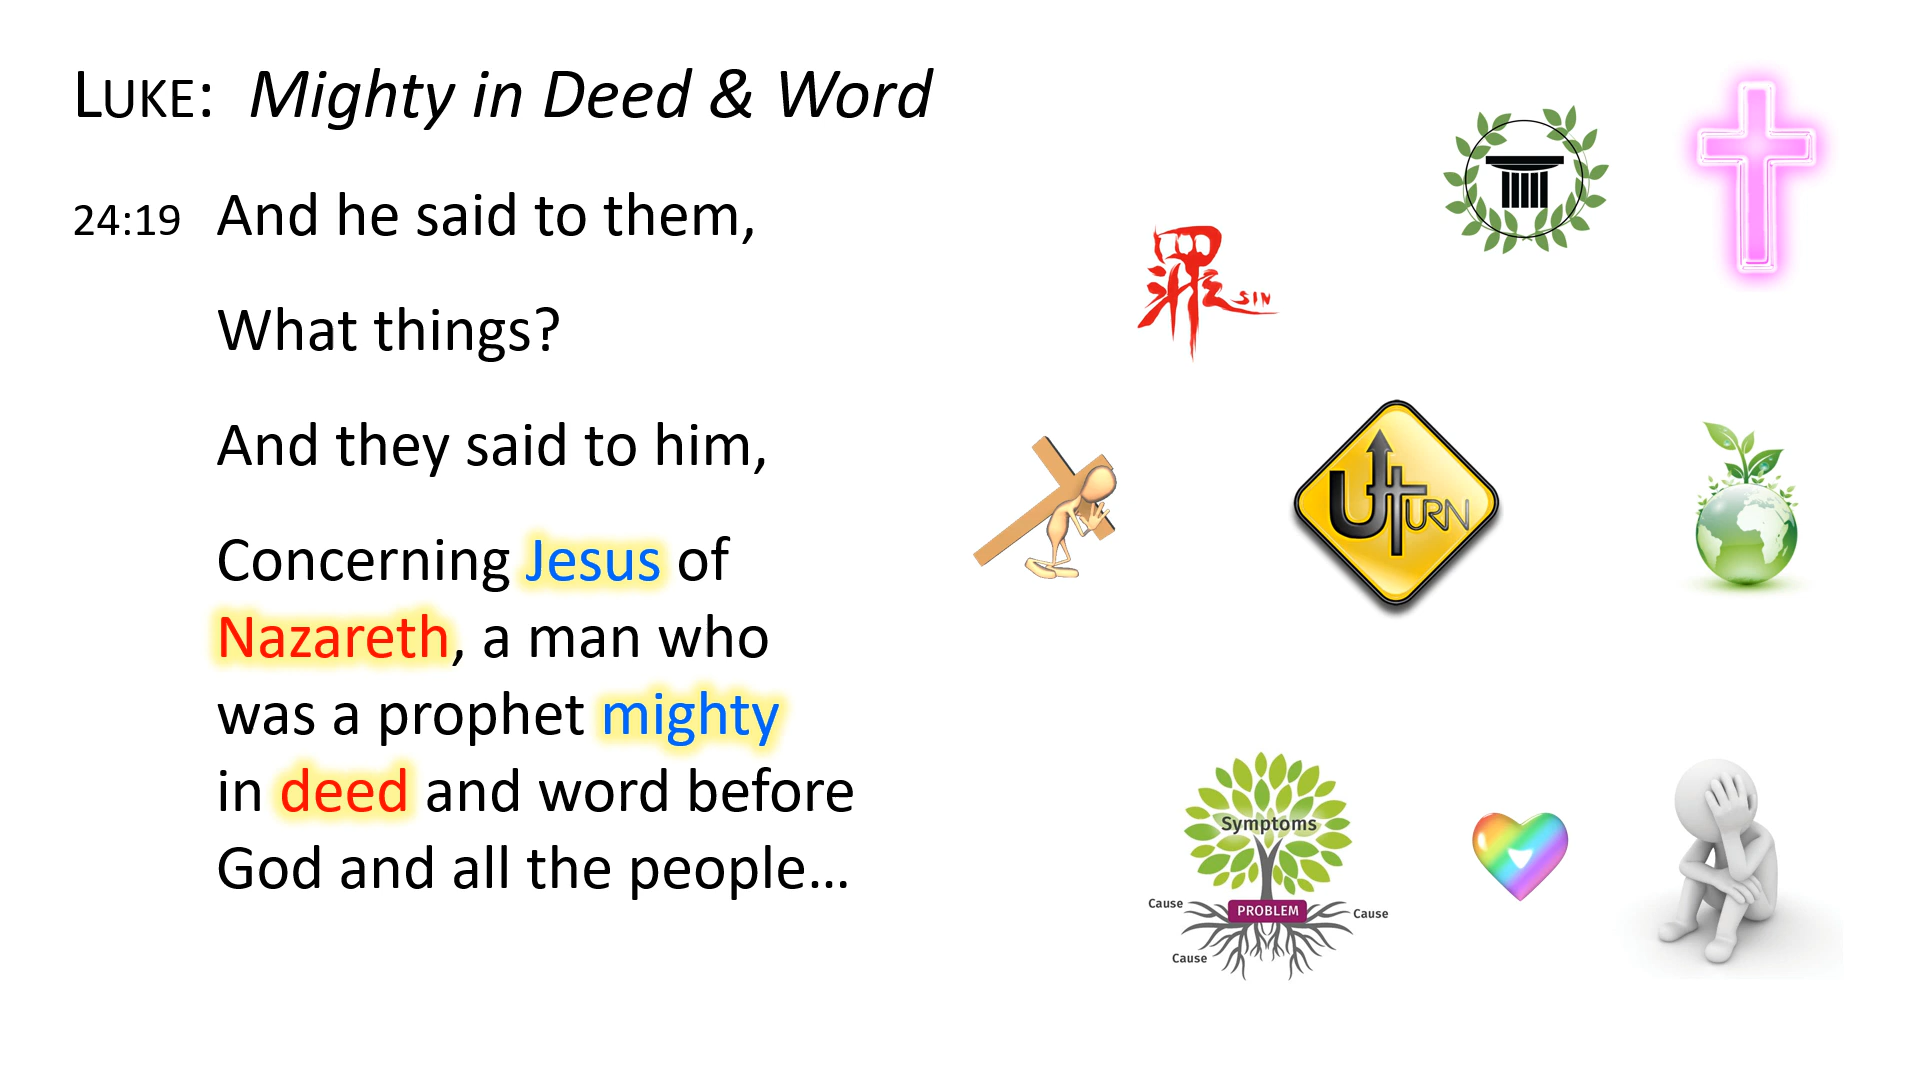 LUKE: Mighty in Deed & Word
24:19 And he said to them,
What things?
And they said to him,
Concerning Jesus of
Nazareth, a man who
was a prophet mighty
in deed and word before
God and all the people…
罪 SIN
U TURN
Symptoms
Cause
PROBLEM
Cause
Cause